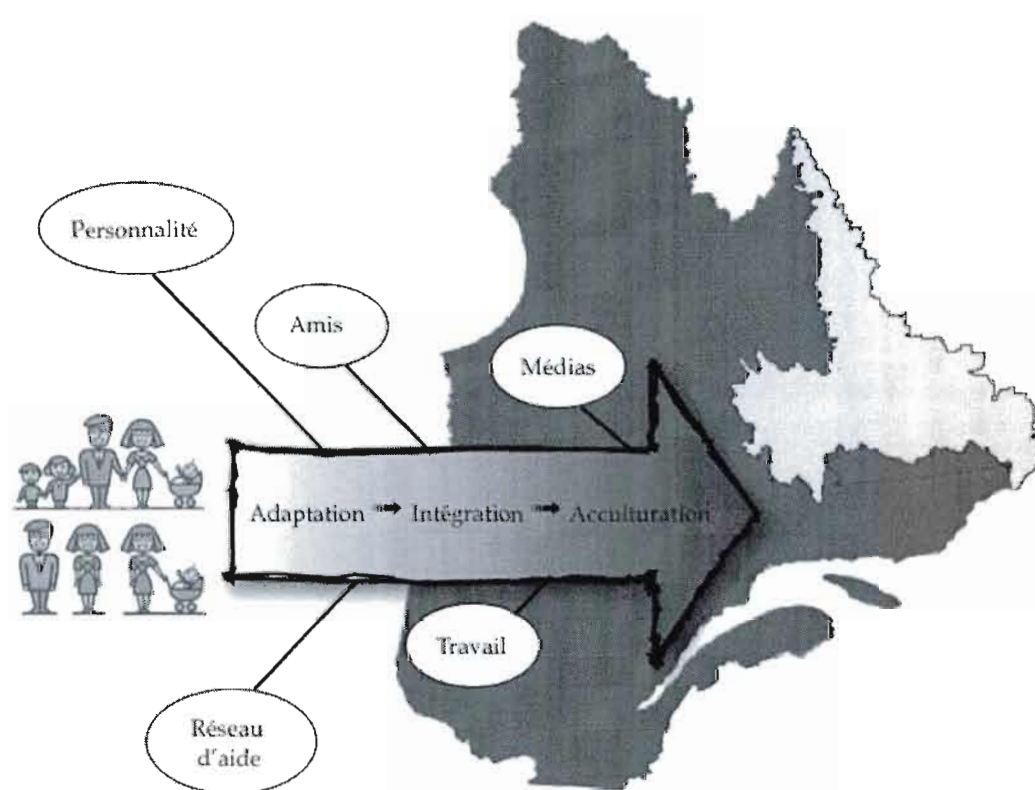 Personnalité
Amis
Médias
Adaptation → Intégration → Acculturation
Travail
Réseau
d'aide